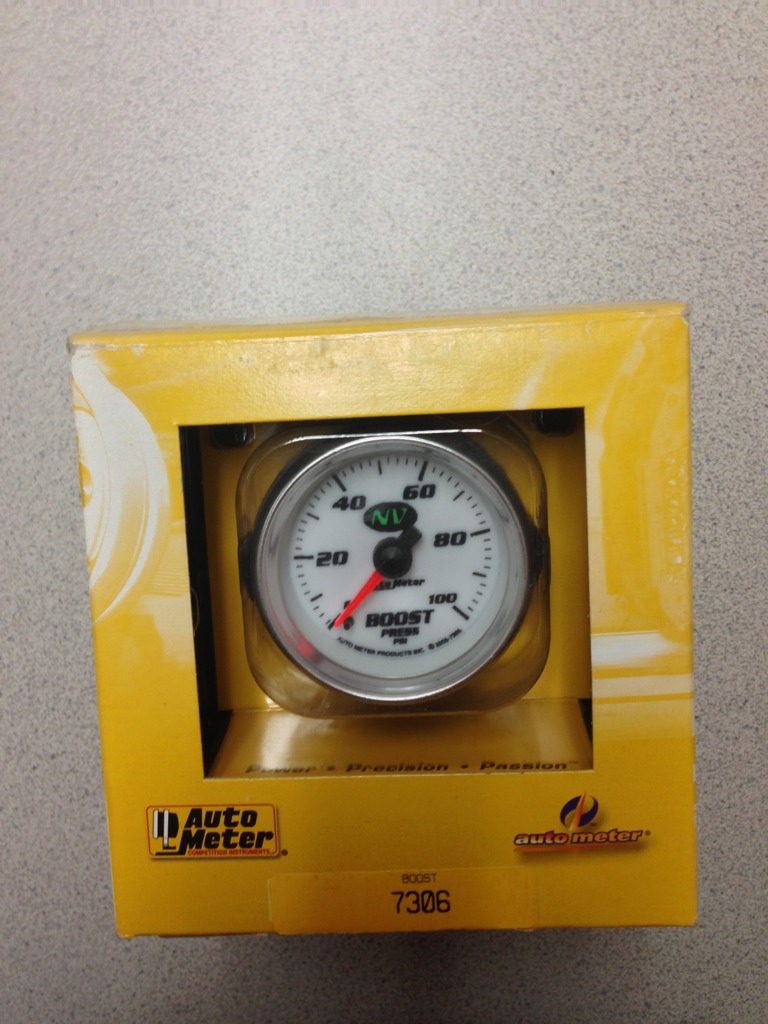 60
40
NV
80
20
Auto Meter
100
BOOST
PRESS
PSI
AUTO METER PRODUCTS INC. ©
Power • Precision • Passion™
Auto
Meter
COMPETITION INSTRUMENTS ®
auto meter®
BOOST
7306